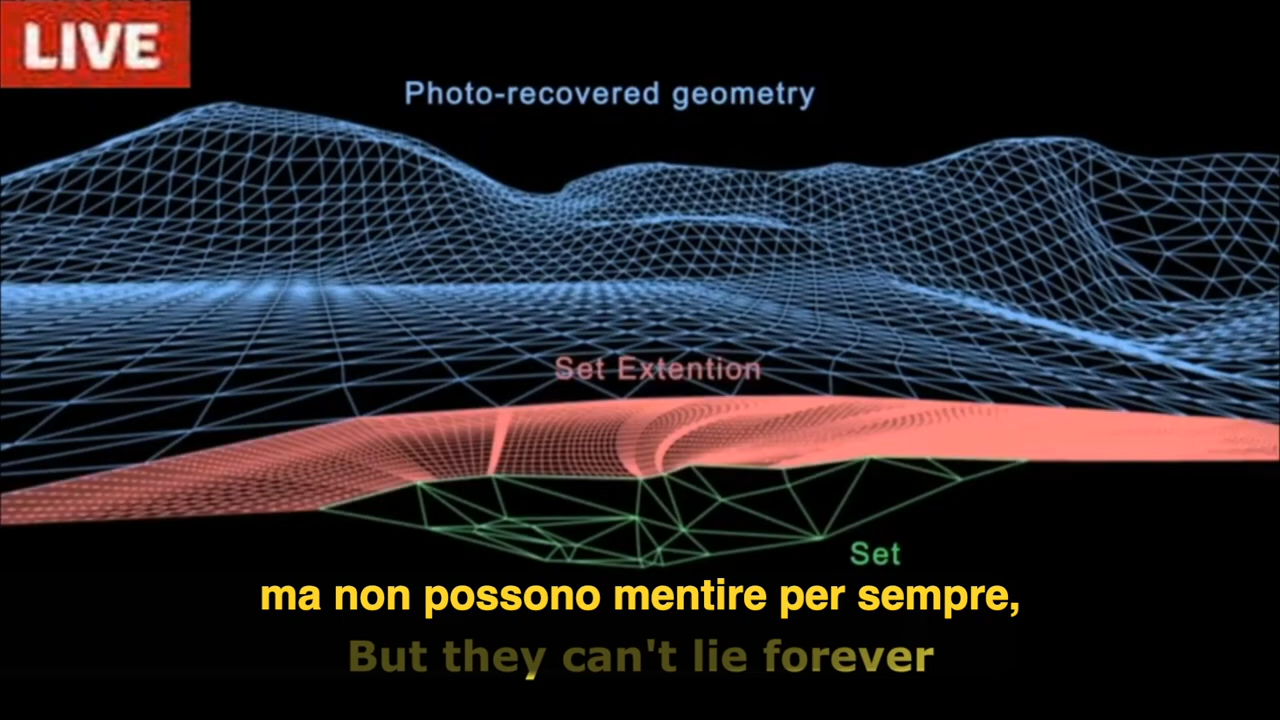 LIVE
Photo-recovered geometry
Set Extention
Set
ma non possono mentire per sempre,
But they can't lie forever